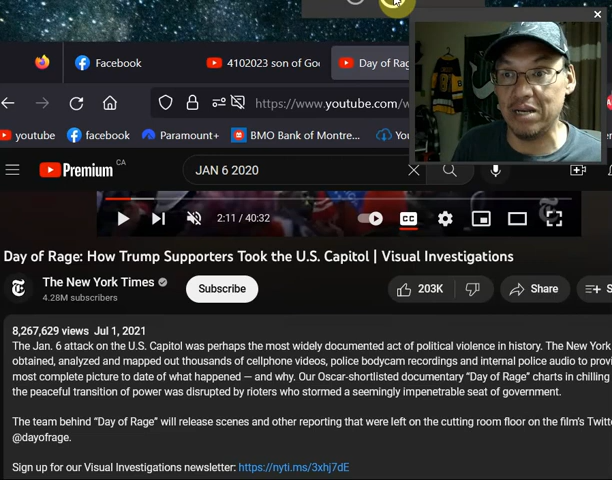 Facebook
4102023 son of Go
Day of Rag
https://www.youtube.com/w
youtube
facebook
Paramount+
BMO Bank of Montre...
You
Premium CA
JAN 6 2020
CC
2:11 / 40:32
Day of Rage: How Trump Supporters Took the U.S. Capitol | Visual Investigations
The New York Times
4.28M subscribers
Subscribe
203K
Share
S
8,267,629 views Jul 1, 2021
The Jan. 6 attack on the U.S. Capitol was perhaps the most widely documented act of political violence in history. The New York
obtained, analyzed and mapped out thousands of cellphone videos, police bodycam recordings and internal police audio to provi
most complete picture to date of what happened — and why. Our Oscar-shortlisted documentary “Day of Rage” charts in chilling
the peaceful transition of power was disrupted by rioters who stormed a seemingly impenetrable seat of government.
The team behind “Day of Rage” will release scenes and other reporting that were left on the cutting room floor on the film’s Twitte
@dayofrage.
Sign up for our Visual Investigations newsletter: https://nyti.ms/3xhj7dE